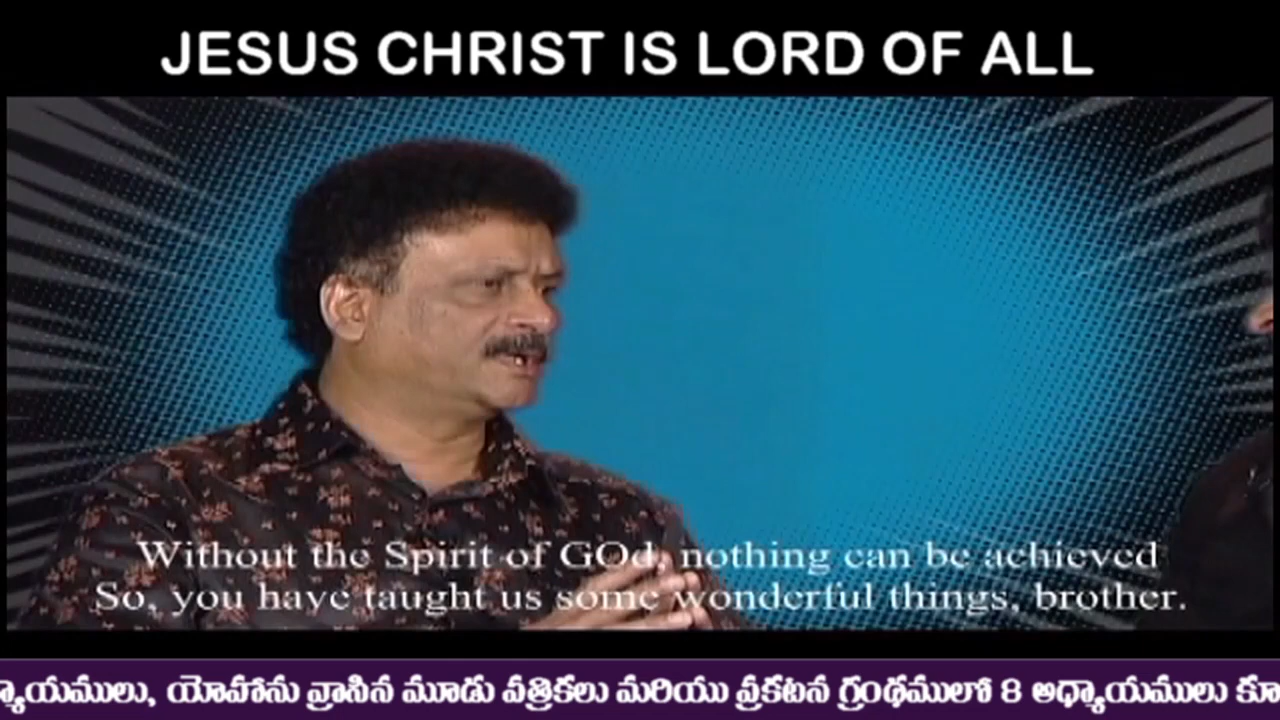 JESUS CHRIST IS LORD OF ALL
Without the Spirit of GOd, nothing can be achieved
So, you have taught us some wonderful things, brother.
యోహాను వ్రాసిన మూడు పత్రికలు మరియు ప్రకటన గ్రంథములో 8 అధ్యాయములు